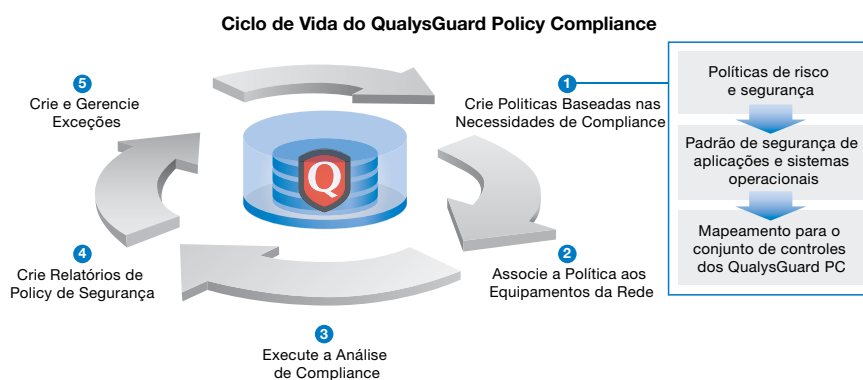 Ciclo de Vida do QualysGuard Policy Compliance
1
Crie Politicas Baseadas nas
Necessidades de Compliance
Políticas de risco
e segurança
Padrão de segurança de
aplicações e sistemas
operacionais
Mapeamento para o
conjunto de controles
dos QualysGuard PC
2
Associe a Política aos
Equipamentos da Rede
3
Execute a Análise
de Compliance
4
Crie Relatórios de
Policy de Segurança
5
Crie e Gerencie
Exceções
Q